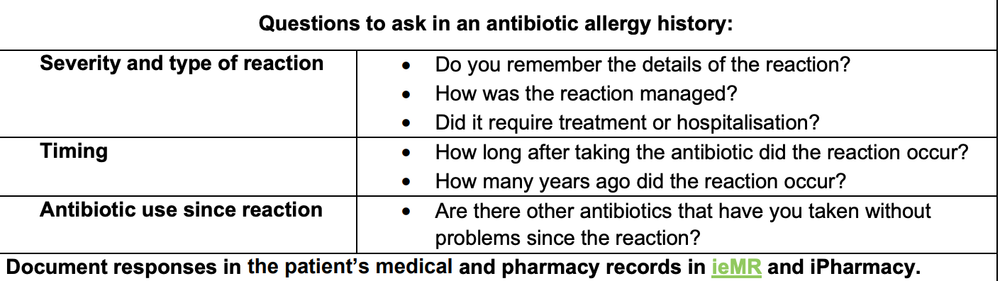 Questions to ask in an antibiotic allergy history:
Severity and type of reaction
• Do you remember the details of the reaction?
• How was the reaction managed?
• Did it require treatment or hospitalisation?
Timing
• How long after taking the antibiotic did the reaction occur?
• How many years ago did the reaction occur?
Antibiotic use since reaction
• Are there other antibiotics that have you taken without
problems since the reaction?
Document responses in the patient’s medical and pharmacy records in ieMR and iPharmacy.